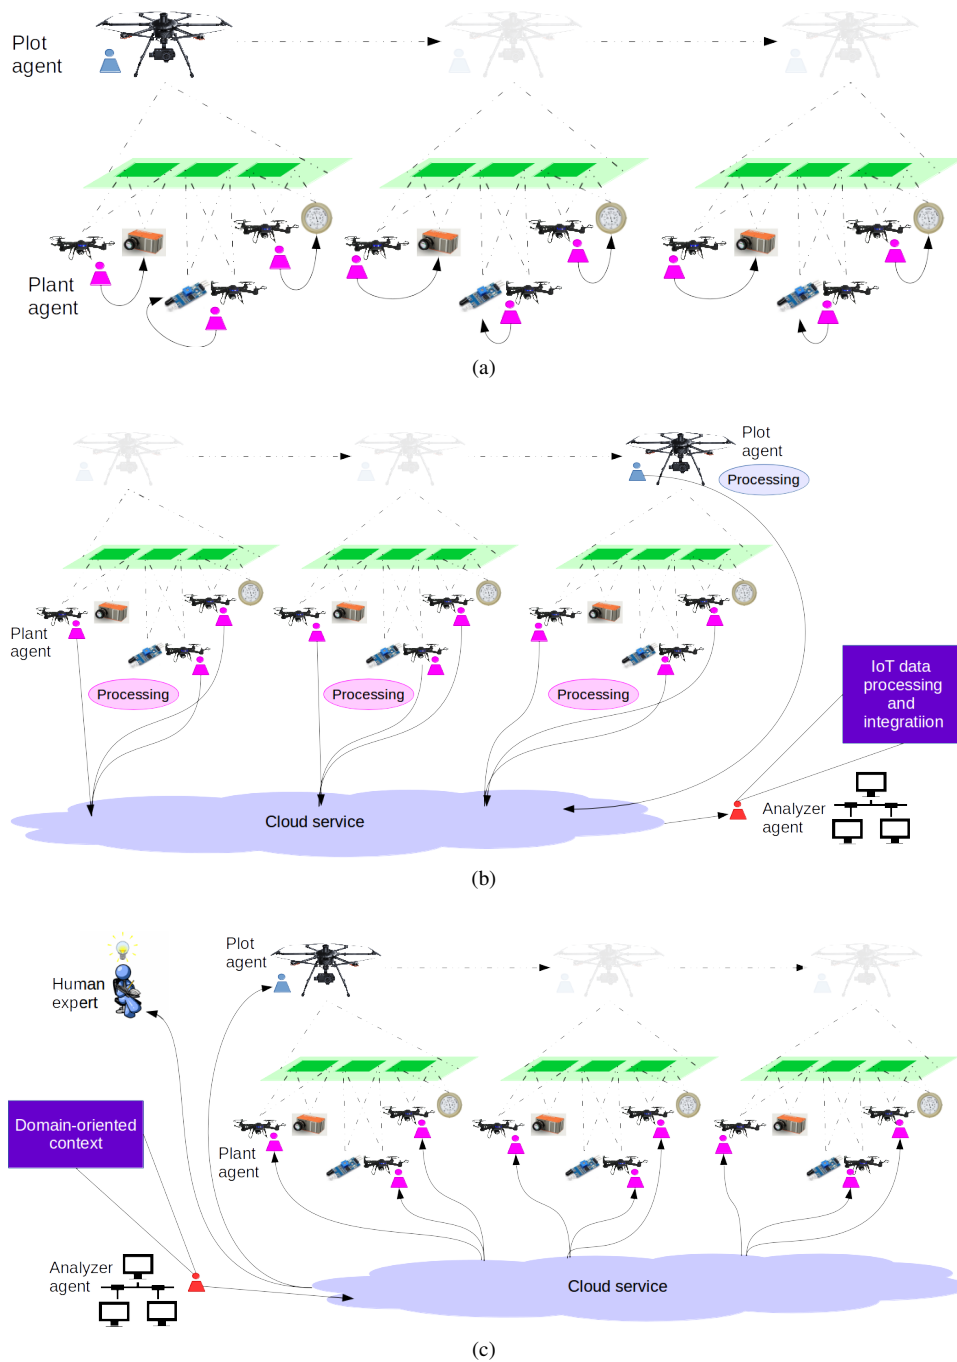 Plot
agent
Plant
agent
(a)
Plot
agent
Processing
Plant
agent
Processing
Processing
Processing
IoT data
processing
and
integratiion
Cloud service
Analyzer
agent
(b)
Human
expert
Plot
agent
Domain-oriented
context
Plant
agent
Analyzer
agent
Cloud service
(c)